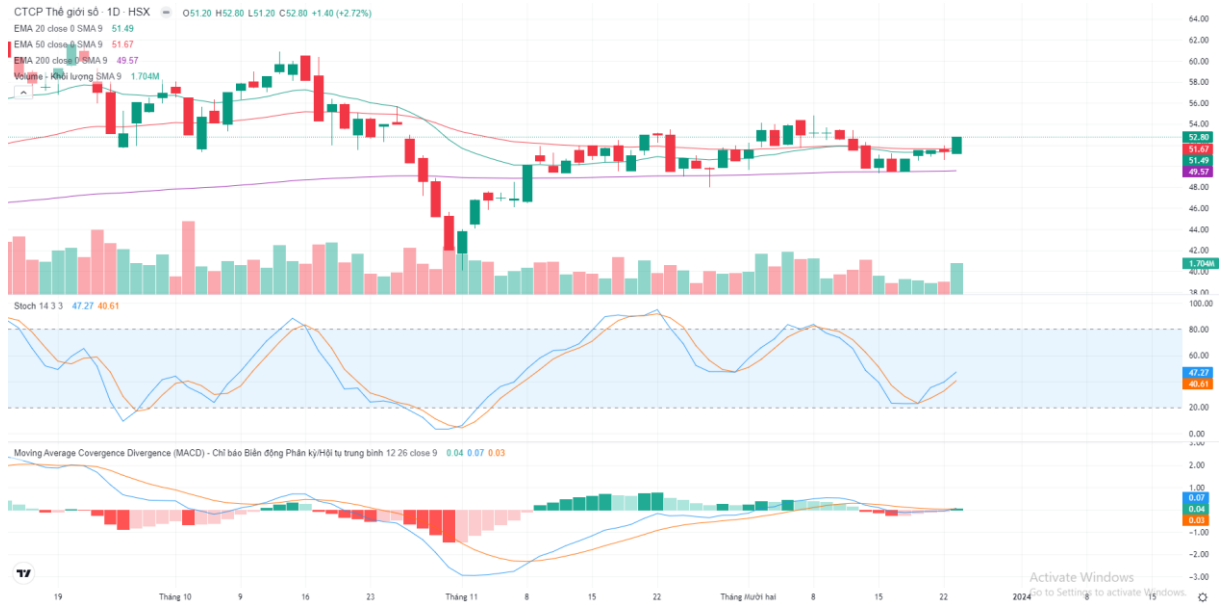 CTCP Thế giới số · 1D · HSX O51.20 H52.80 L51.20 C52.80 +1.40 (+2.72%)
EMA 20 close 0 SMA 9 51.49
EMA 50 close 0 SMA 9 51.67
EMA 200 close 0 SMA 9 49.57
Volume - Khối lượng SMA 9 1.704M
64.00
62.00
60.00
58.00
56.00
54.00
52.80
51.67
51.49
49.57
48.00
46.00
44.00
42.00
1.704M
40.00
38.00
Stoch 14 3 3 47.27 40.61
100.00
80.00
60.00
47.27
40.61
20.00
0.00
Moving Average Covergence Divergence (MACD) - Chỉ báo Biến động Phân kỳ/Hội tụ trung bình 12 26 close 9 0.04 0.07 0.03
3.00
2.00
1.00
0.07
0.04
0.03
-1.00
-2.00
-3.00
19 Tháng 10 9 16 23 Tháng 11 8 15 22 Tháng Mười hai 8 15 22 2024 15
Activate Windows
Go to Settings to activate Windows.